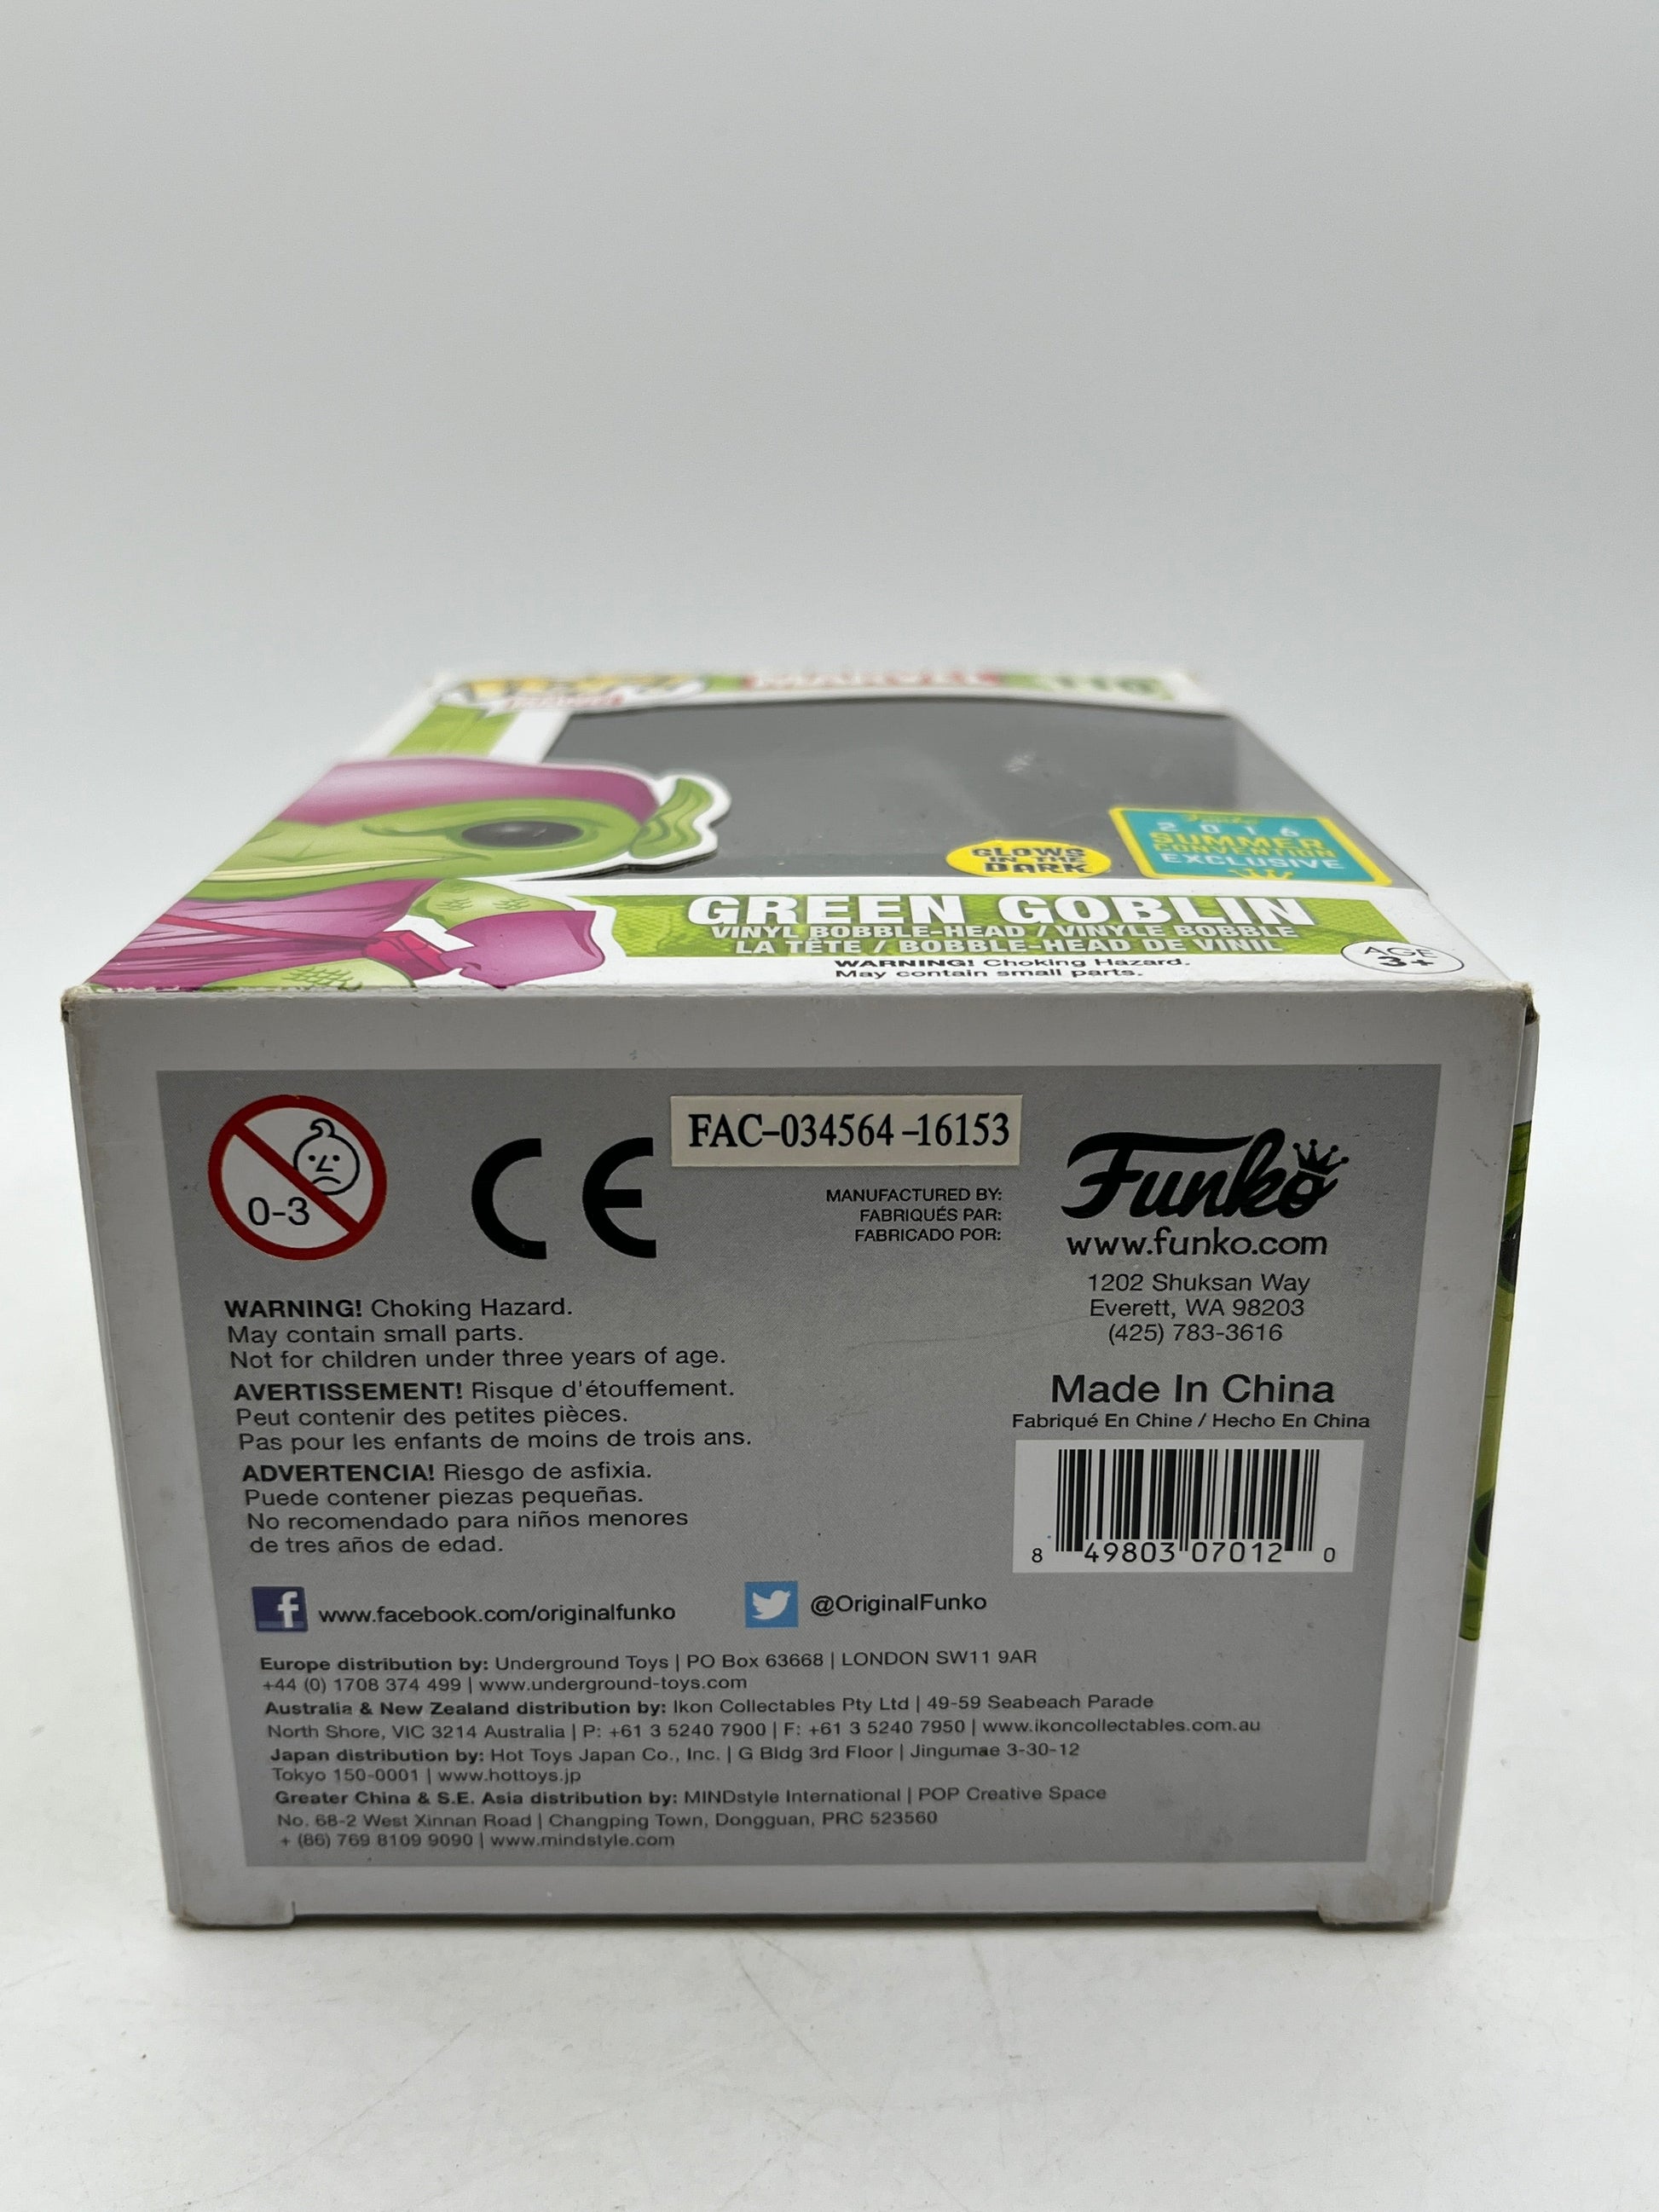 POP!
MARVEL
110
GLOWS
IN THE
DARK
Funko
2016
SUMMER
CONVENTION
EXCLUSIVE
GREEN GOBLIN
VINYL BOBBLE-HEAD / VINYLE BOBBLE
LA TÊTE / BOBBLE-HEAD DE VINIL
WARNING! Choking Hazard.
May contain small parts.
AGE
3+
0-3
CE
FAC-034564-16153
MANUFACTURED BY:
FABRIQUÉS PAR:
FABRICADO POR:
Funko
www.funko.com
1202 Shuksan Way
Everett, WA 98203
(425) 783-3616
Made In China
Fabriqué En Chine / Hecho En China
8 49803 07012 0
WARNING! Choking Hazard.
May contain small parts.
Not for children under three years of age.
AVERTISSEMENT! Risque d'étouffement.
Peut contenir des petites pièces.
Pas pour les enfants de moins de trois ans.
ADVERTENCIA! Riesgo de asfixia.
Puede contener piezas pequeñas.
No recomendado para niños menores
de tres años de edad.
f www.facebook.com/originalfunko
@OriginalFunko
Europe distribution by: Underground Toys | PO Box 63668 | LONDON SW11 9AR
+44 (0) 1708 374 499 | www.underground-toys.com
Australia & New Zealand distribution by: Ikon Collectables Pty Ltd | 49-59 Seabeach Parade
North Shore, VIC 3214 Australia | P: +61 3 5240 7900 | F: +61 3 5240 7950 | www.ikoncollectables.com.au
Japan distribution by: Hot Toys Japan Co., Inc. | G Bldg 3rd Floor | Jingumae 3-30-12
Tokyo 150-0001 | www.hottoys.jp
Greater China & S.E. Asia distribution by: MINDstyle International | POP Creative Space
No. 68-2 West Xinnan Road | Changping Town, Dongguan, PRC 523560
+ (86) 769 8109 9090 | www.mindstyle.com